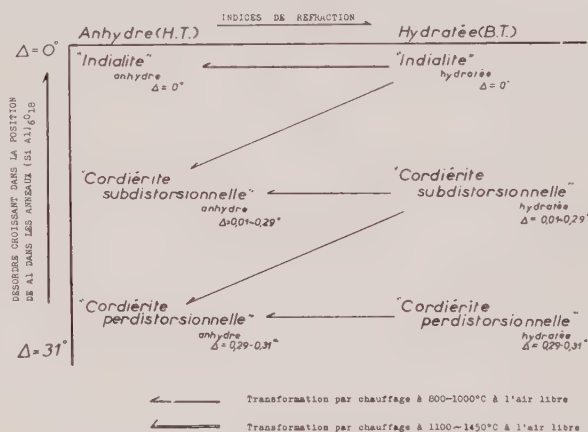 INDICES DE REFRACTION
Anhydre (H.T.)
Hydratée (B.T.)
Δ=0°
"Indialite"
anhydre
Δ=0°
"Indialite"
hydratée
Δ=0°
DESORDRE CROISSANT DANS LA POSITION
DE Al DANS LES ANNEAUX (Si Al)6O18
"Cordiérite
subdistorsionnelle"
anhydre
Δ=0,01-0,29°
"Cordiérite
subdistorsionnelle"
hydratée
Δ=0,01-0,29°
"Cordiérite
perdistorsionnelle"
anhydre
Δ=0,29-0,31°
"Cordiérite
perdistorsionnelle"
hydratée
Δ=0,29-0,31°
Δ=31°
Transformation par chauffage à 800-1000°C à l'air libre
Transformation par chauffage à 1100-1450°C à l'air libre